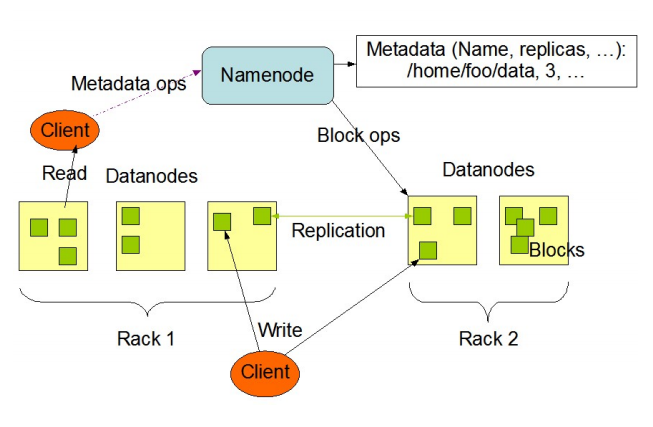 Metadata (Name, replicas, …):
/home/foo/data, 3, …
Namenode
Metadata ops
Client
Block ops
Read
Datanodes
Datanodes
Replication
Blocks
Rack 1
Write
Rack 2
Client